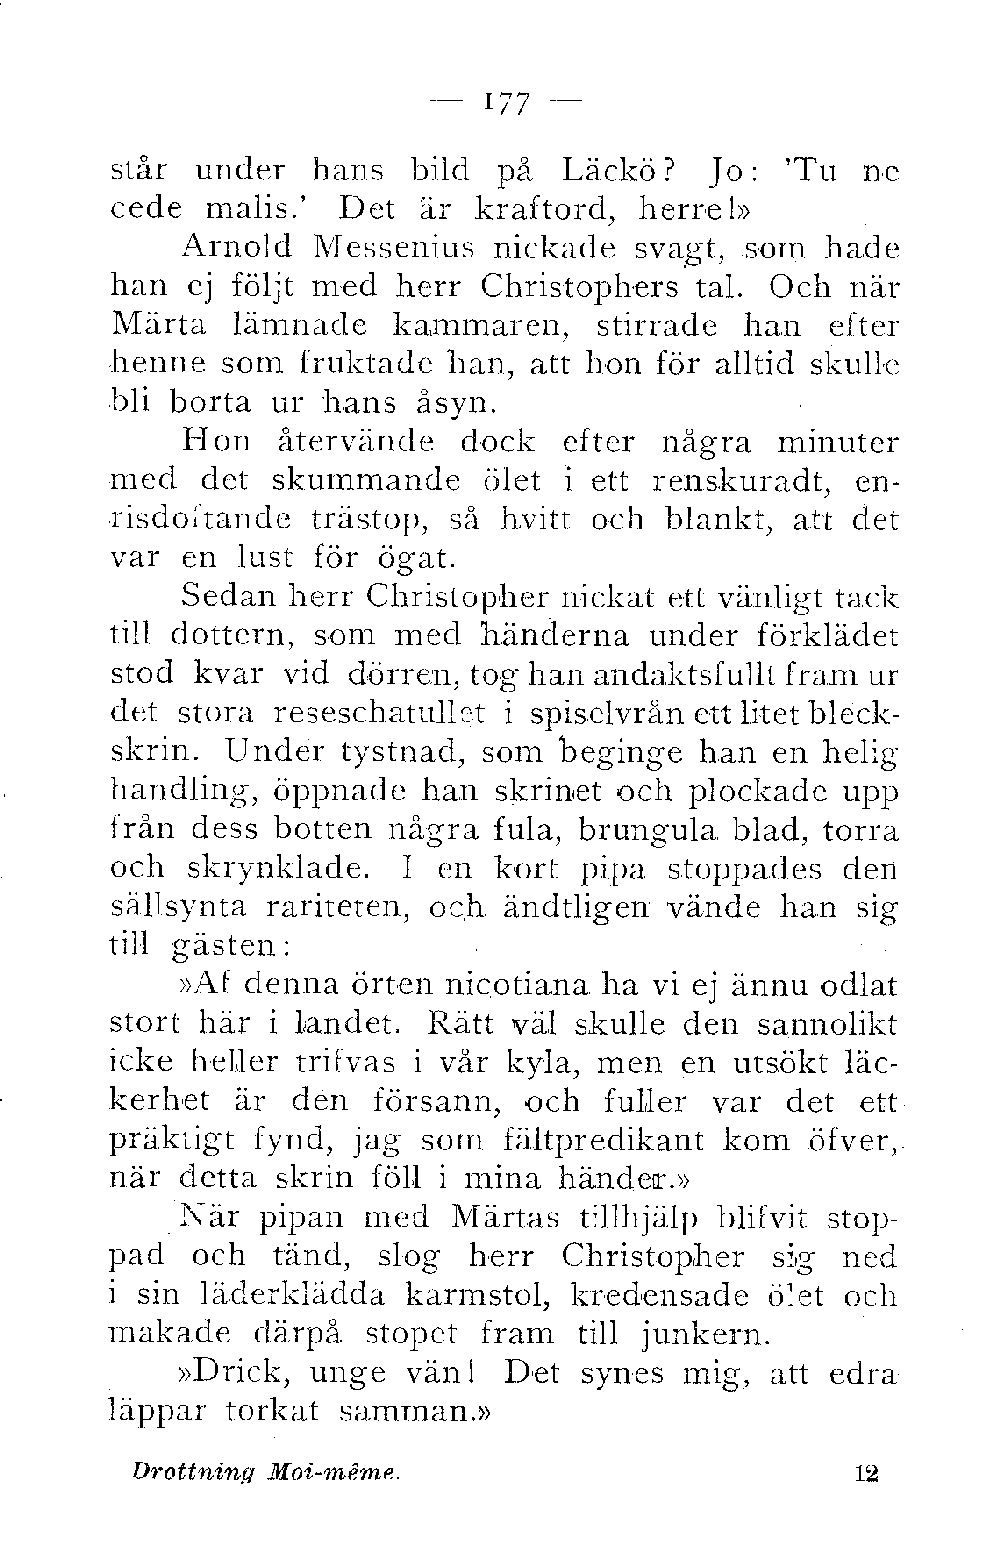 — 177 —
står under hans bild på Läckö? Jo: 'Tu ne
cede malis.' Det är kraftord, herre!»
Arnold Messenius nickade svagt, som hade
han ej följt med herr Christophers tal. Och när
Märta lämnade kammaren, stirrade han efter
henne som fruktade han, att hon för alltid skulle
bli borta ur hans åsyn.
Hon återvände dock efter några minuter
med det skummande ölet i ett renskuradt, en-
risdoftande trästop, så hvitt och blankt, att det
var en lust för ögat.
Sedan herr Christopher nickat ett vänligt tack
till dottern, som med händerna under förklädet
stod kvar vid dörren, tog han andaktsfullt fram ur
det stora reseschatullet i spiselvrån ett litet bleck-
skrin. Under tystnad, som beginge han en helig
handling, öppnade han skrinet och plockade upp
från dess botten några fula, brungula blad, torra
och skrynklade. I en kort pipa stoppades den
sällsynta rariteten, och ändtligen vände han sig
till gästen:
»Af denna örten nicotiana ha vi ej ännu odlat
stort här i landet. Rätt väl skulle den sannolikt
icke heller trifvas i vår kyla, men en utsökt läc-
kerhet är den försann, och fuller var det ett
präktigt fynd, jag som fältpredikant kom öfver,
när detta skrin föll i mina händer.»
När pipan med Märtas tillhjälp blifvit stop-
pad och tänd, slog herr Christopher sig ned
i sin läderklädda karmstol, kredensade ölet och
makade därpå stopet fram till junkern.
»Drick, unge vän! Det synes mig, att edra
läppar torkat samman.»
Drottning Moi-même. 12